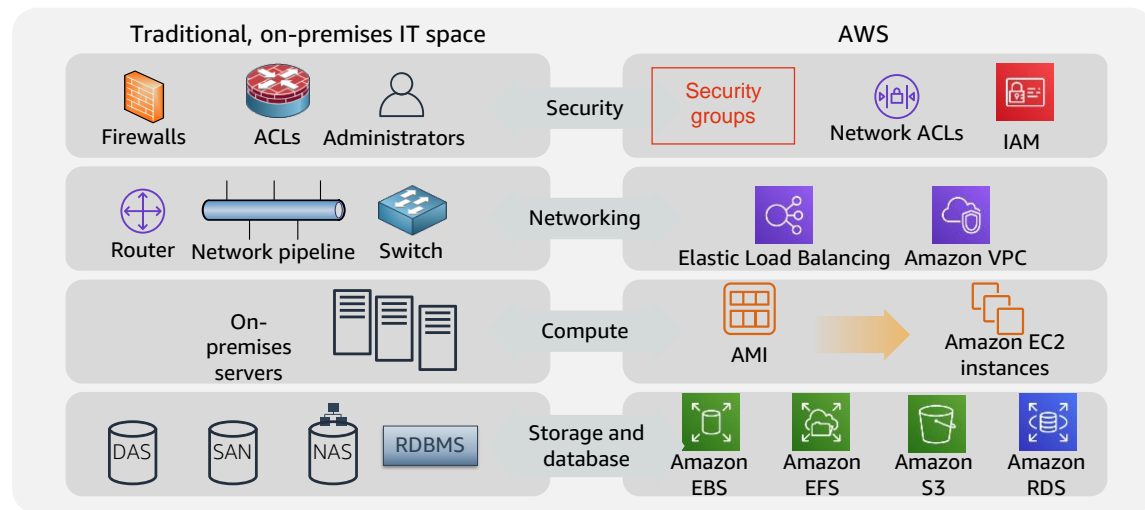 Traditional, on-premises IT space
AWS
Firewalls
ACLs
Administrators
Security
Security
groups
Network ACLs
IAM
Router
Network pipeline
Switch
Networking
Elastic Load Balancing
Amazon VPC
On-
premises
servers
Compute
AMI
Amazon EC2
instances
DAS
SAN
NAS
RDBMS
Storage and
database
Amazon
EBS
Amazon
EFS
Amazon
S3
Amazon
RDS